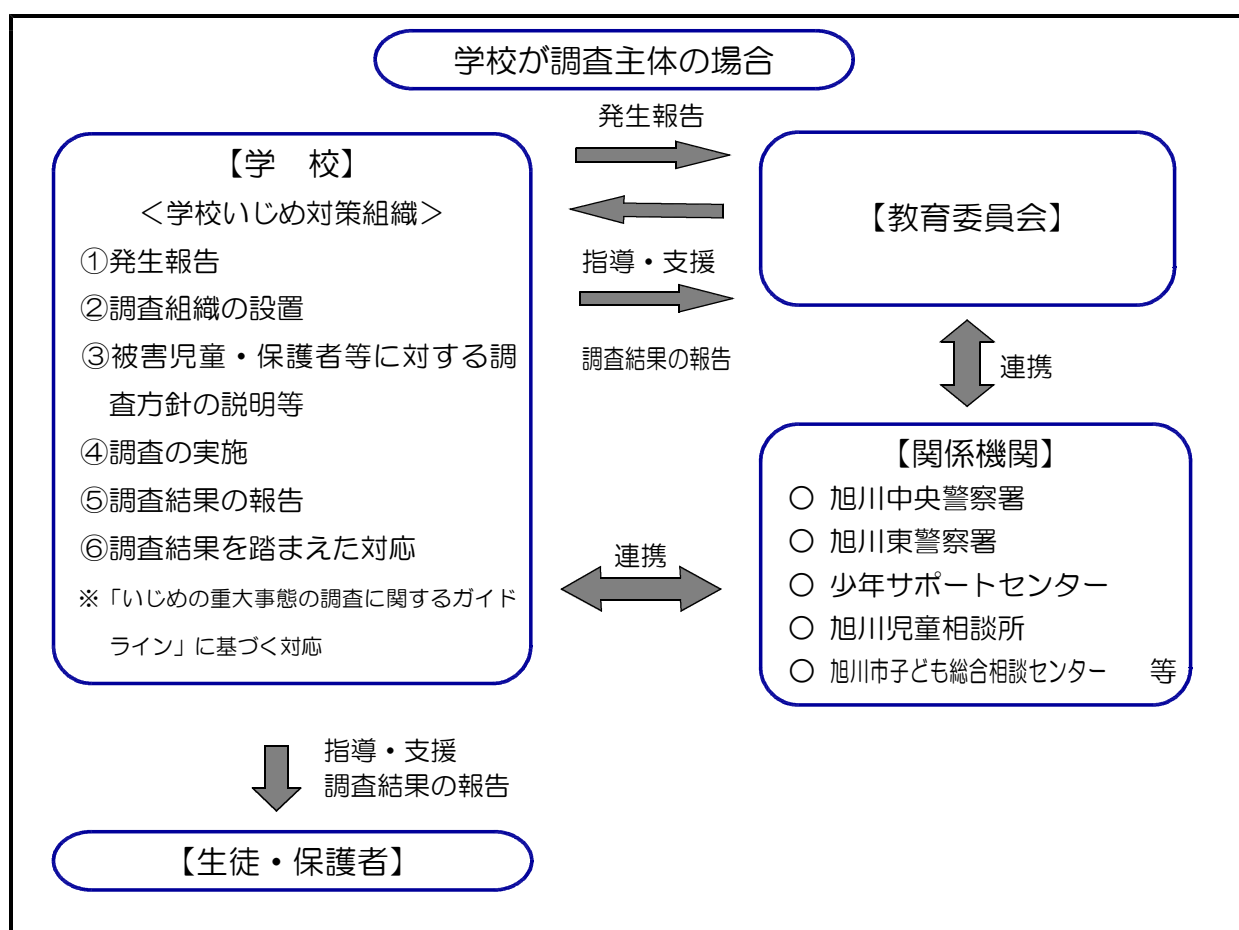 学校が調査主体の場合
発生報告
【学　校】
＜学校いじめ対策組織＞
①発生報告
②調査組織の設置
③被害児童・保護者等に対する調
査方針の説明等
④調査の実施
⑤調査結果の報告
⑥調査結果を踏まえた対応
※「いじめの重大事態の調査に関するガイド
ライン」に基づく対応
指導・支援
調査結果の報告
【教育委員会】
連携
連携
【関係機関】
○ 旭川中央警察署
○ 旭川東警察署
○ 少年サポートセンター
○ 旭川児童相談所
○ 旭川市子ども総合相談センター　等
指導・支援
調査結果の報告
【生徒・保護者】